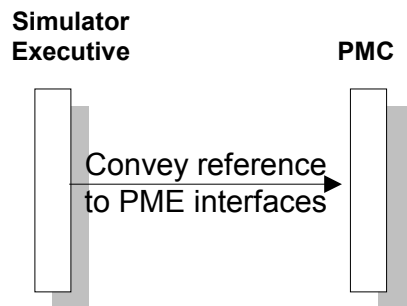 Simulator
Executive
PMC
Convey reference
to PME interfaces